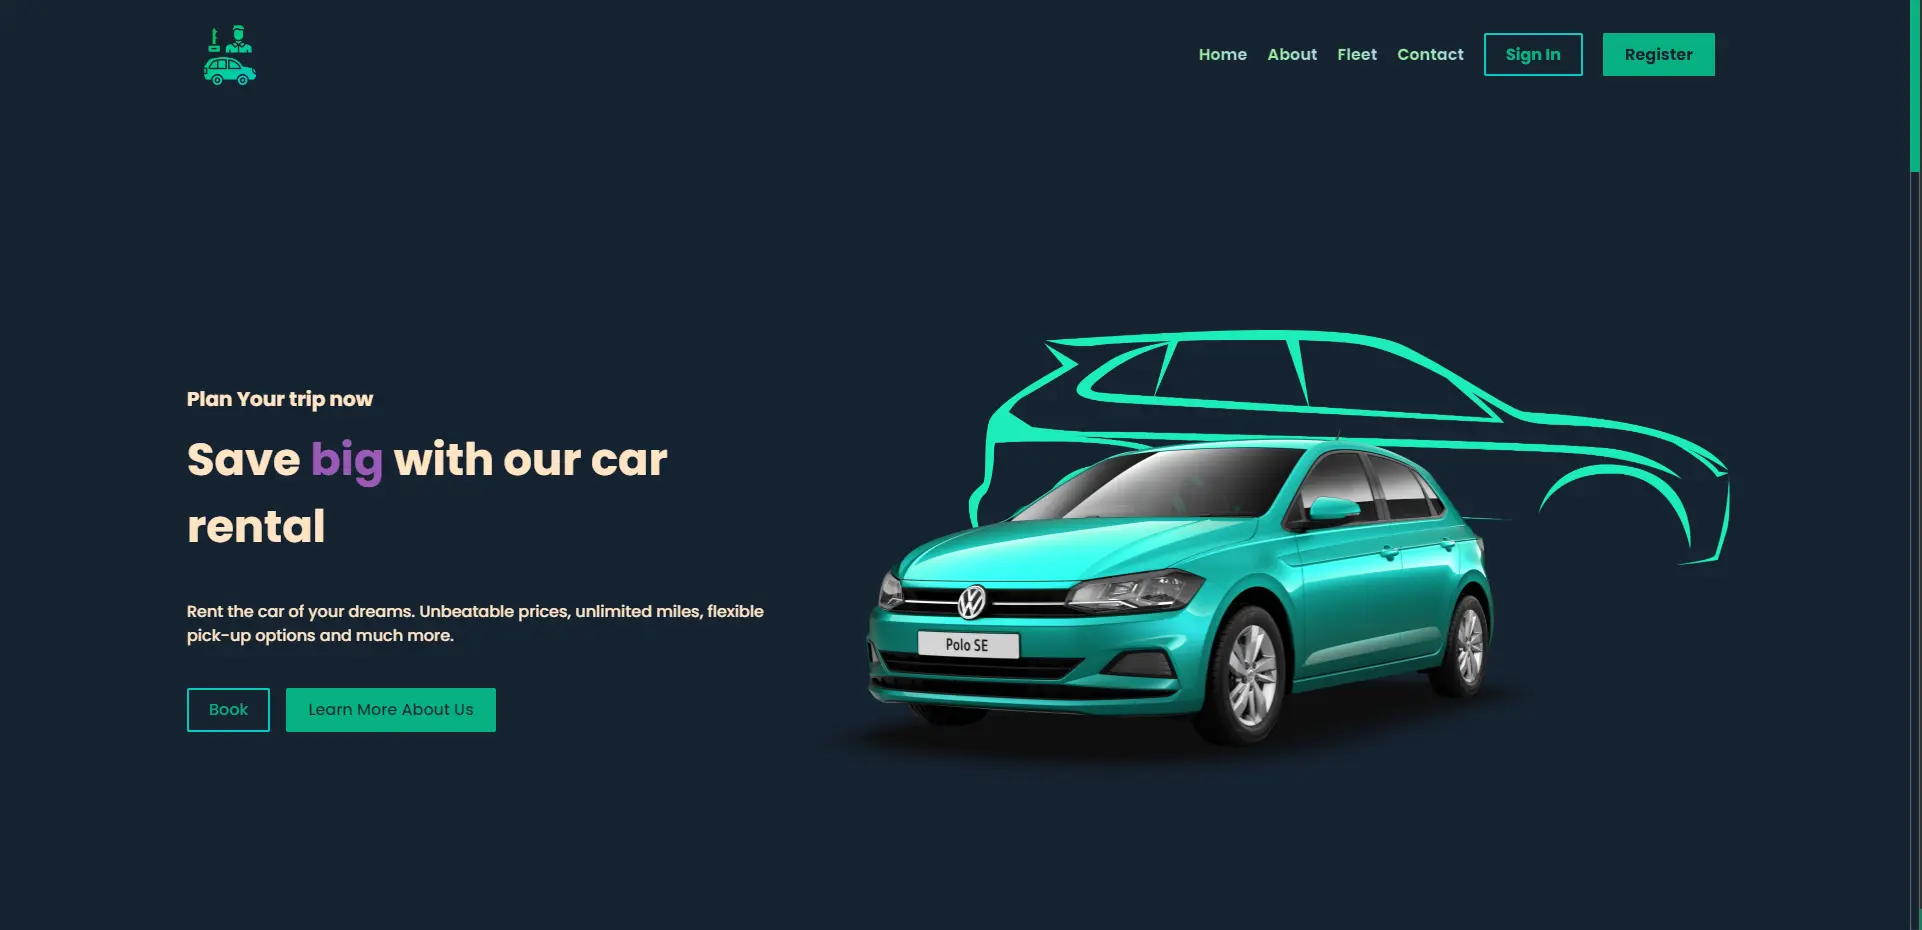 Home About Fleet Contact Sign In Register
Plan Your trip now
Save big with our car
rental
Rent the car of your dreams. Unbeatable prices, unlimited miles, flexible
pick-up options and much more.
Book Learn More About Us
Polo SE